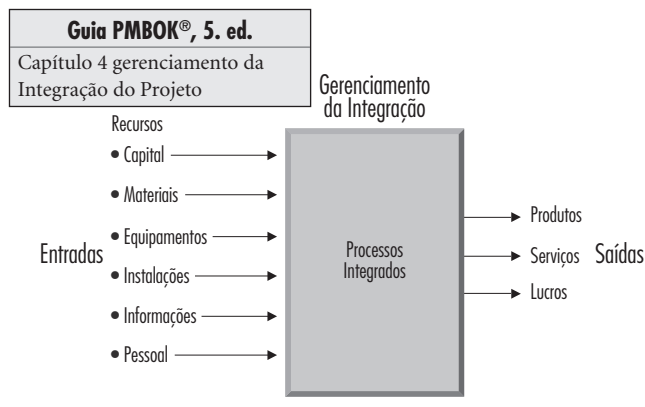 Guia PMBOK®, 5. ed.
Capítulo 4 gerenciamento da
Integração do Projeto
Gerenciamento
da Integração
Recursos
• Capital
• Materiais
• Equipamentos
• Instalações
• Informações
• Pessoal
Entradas
Processos
Integrados
Produtos
Serviços
Lucros
Saídas